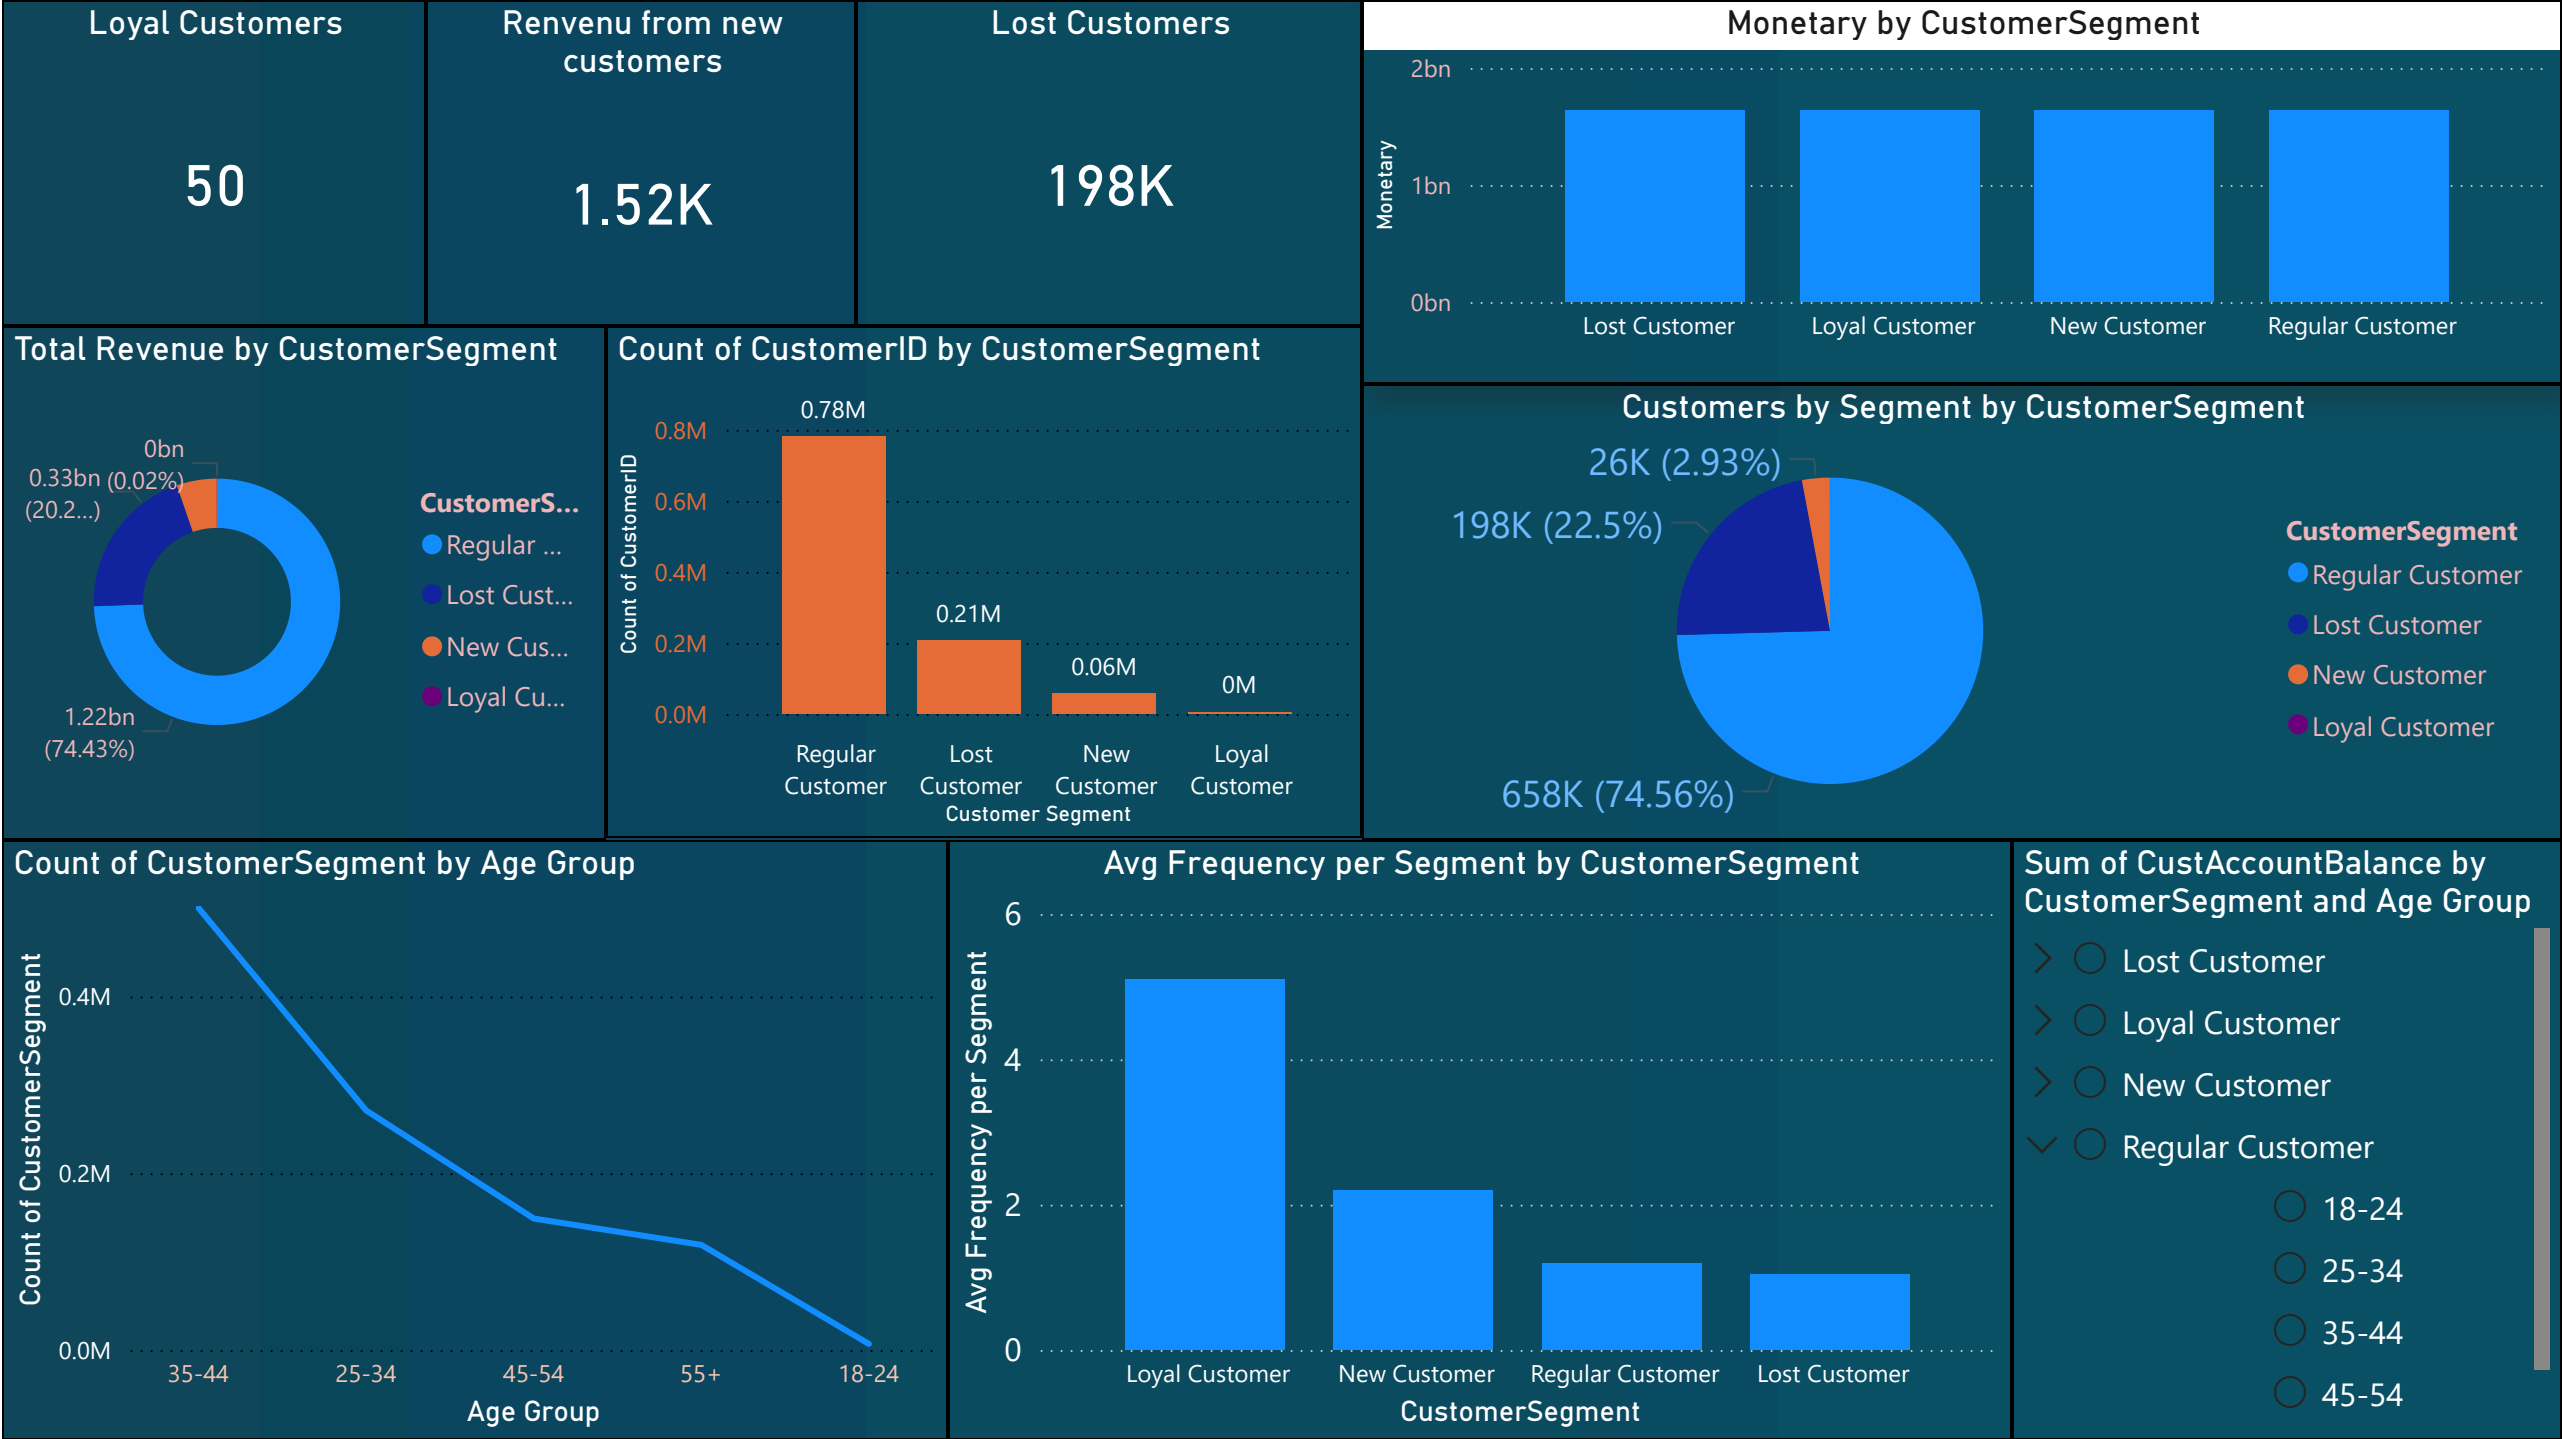 Loyal Customers
50
Renvenu from new
customers
1.52K
Lost Customers
198K
Monetary by CustomerSegment
Monetary
2bn
1bn
0bn
Lost Customer
Loyal Customer
New Customer
Regular Customer
Total Revenue by CustomerSegment
0bn
(0.02%)
0.33bn
(20.2...)
1.22bn
(74.43%)
CustomerS...
Regular ...
Lost Cust...
New Cus...
Loyal Cu...
Count of CustomerID by CustomerSegment
Count of CustomerID
0.8M
0.6M
0.4M
0.2M
0.0M
0.78M
0.21M
0.06M
0M
Regular
Customer
Lost
Customer
New
Customer
Loyal
Customer
Customer Segment
Customers by Segment by CustomerSegment
26K (2.93%)
198K (22.5%)
658K (74.56%)
CustomerSegment
Regular Customer
Lost Customer
New Customer
Loyal Customer
Count of CustomerSegment by Age Group
Count of CustomerSegment
0.4M
0.2M
0.0M
35-44
25-34
45-54
55+
18-24
Age Group
Avg Frequency per Segment by CustomerSegment
Avg Frequency per Segment
6
4
2
0
Loyal Customer
New Customer
Regular Customer
Lost Customer
CustomerSegment
Sum of CustAccountBalance by
CustomerSegment and Age Group
Lost Customer
Loyal Customer
New Customer
Regular Customer
18-24
25-34
35-44
45-54